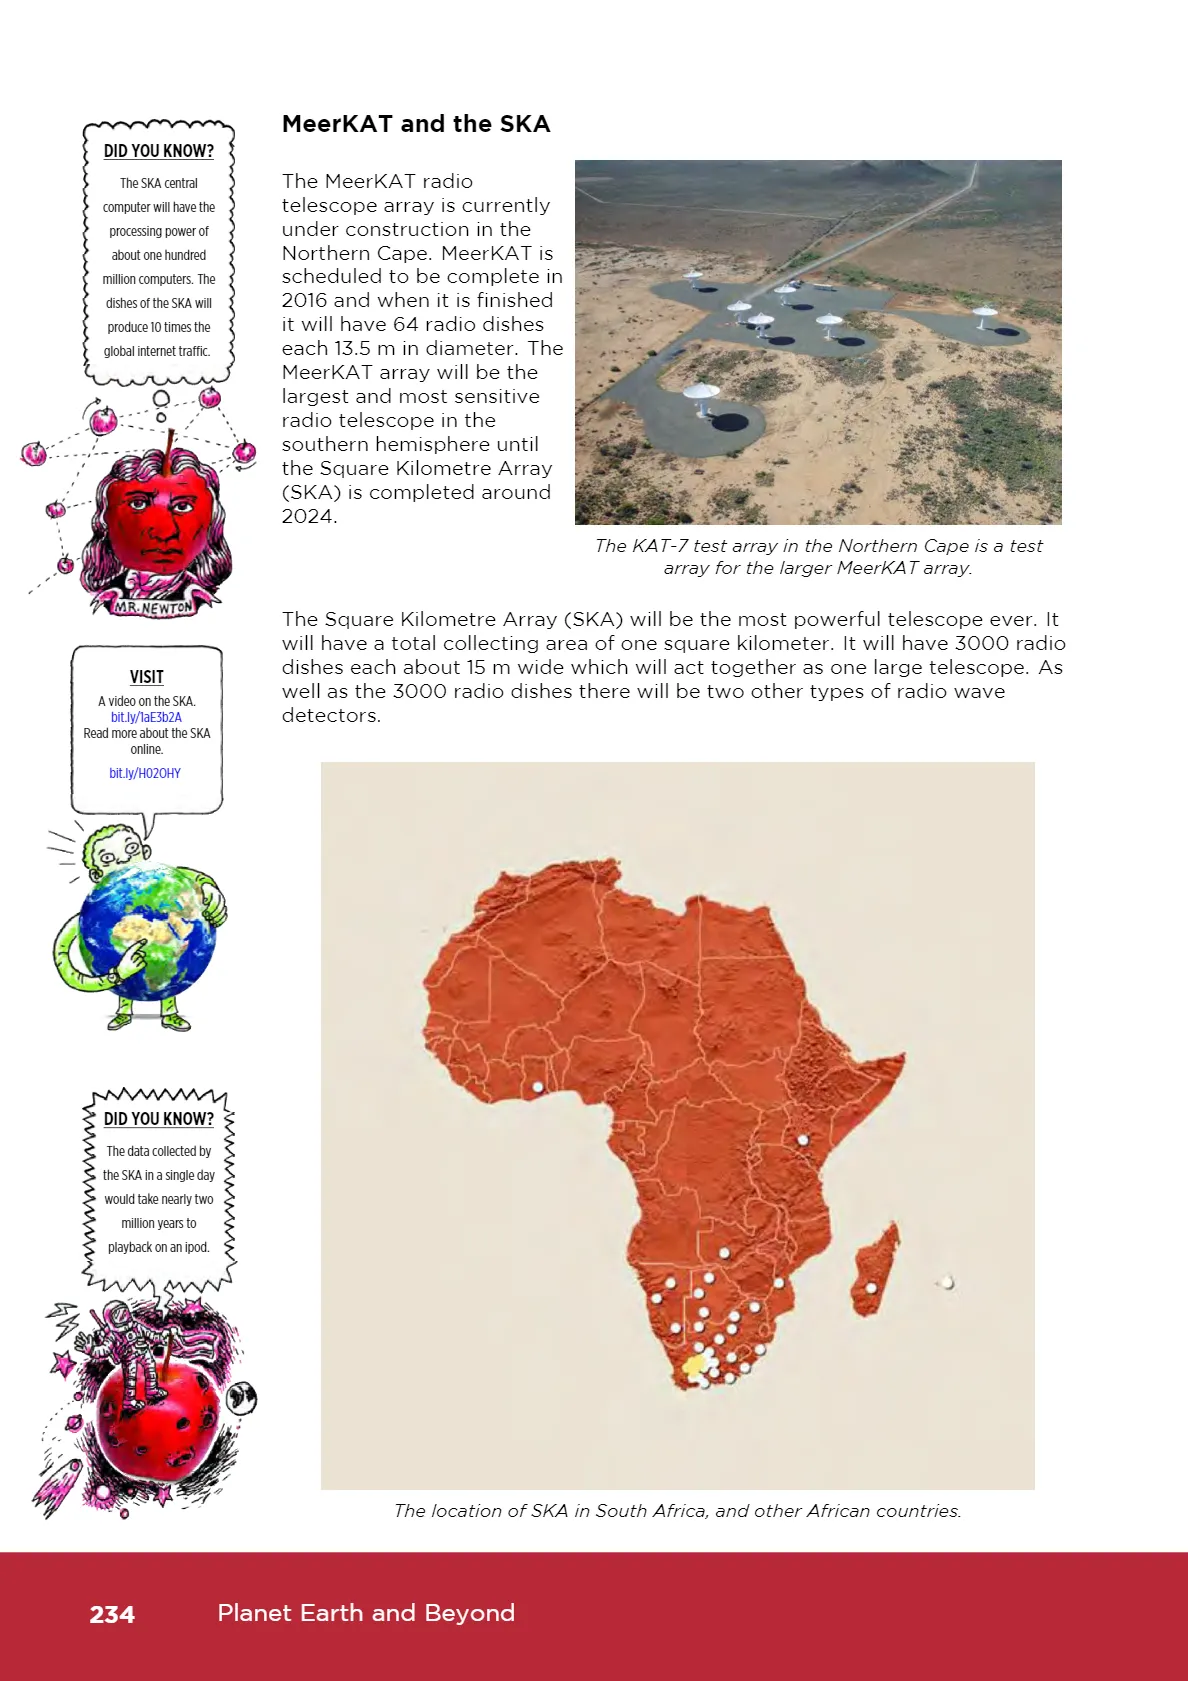 MeerKAT and the SKA
DID YOU KNOW?
The SKA central
computer will have the
processing power of
about one hundred
million computers. The
dishes of the SKA will
produce 10 times the
global internet traffic.
MR. NEWTON
The MeerKAT radio
telescope array is currently
under construction in the
Northern Cape. MeerKAT is
scheduled to be complete in
2016 and when it is finished
it will have 64 radio dishes
each 13.5 m in diameter. The
MeerKAT array will be the
largest and most sensitive
radio telescope in the
southern hemisphere until
the Square Kilometre Array
(SKA) is completed around
2024.
The KAT-7 test array in the Northern Cape is a test
array for the larger MeerKAT array.
The Square Kilometre Array (SKA) will be the most powerful telescope ever. It
will have a total collecting area of one square kilometer. It will have 3000 radio
dishes each about 15 m wide which will act together as one large telescope. As
well as the 3000 radio dishes there will be two other types of radio wave
detectors.
VISIT
A video on the SKA.
bit.ly/1aE3b2A
Read more about the SKA
online.
bit.ly/H02OHY
DID YOU KNOW?
The data collected by
the SKA in a single day
would take nearly two
million years to
playback on an ipod.
The location of SKA in South Africa, and other African countries.
234
Planet Earth and Beyond